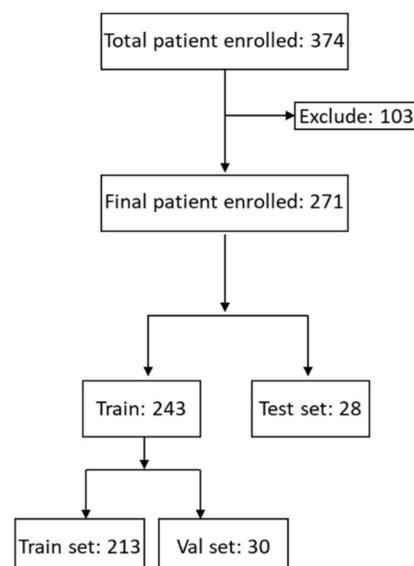 Total patient enrolled: 374
Exclude: 103
Final patient enrolled: 271
Train: 243
Test set: 28
Train set: 213
Val set: 30